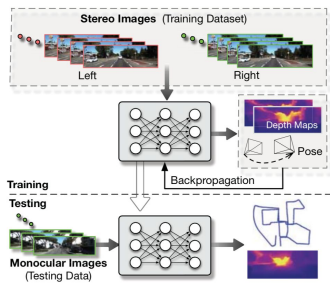 Stereo Images (Training Dataset)
Left
Right
Depth Maps
Pose
Backpropagation
Training
Testing
Monocular Images
(Testing Data)